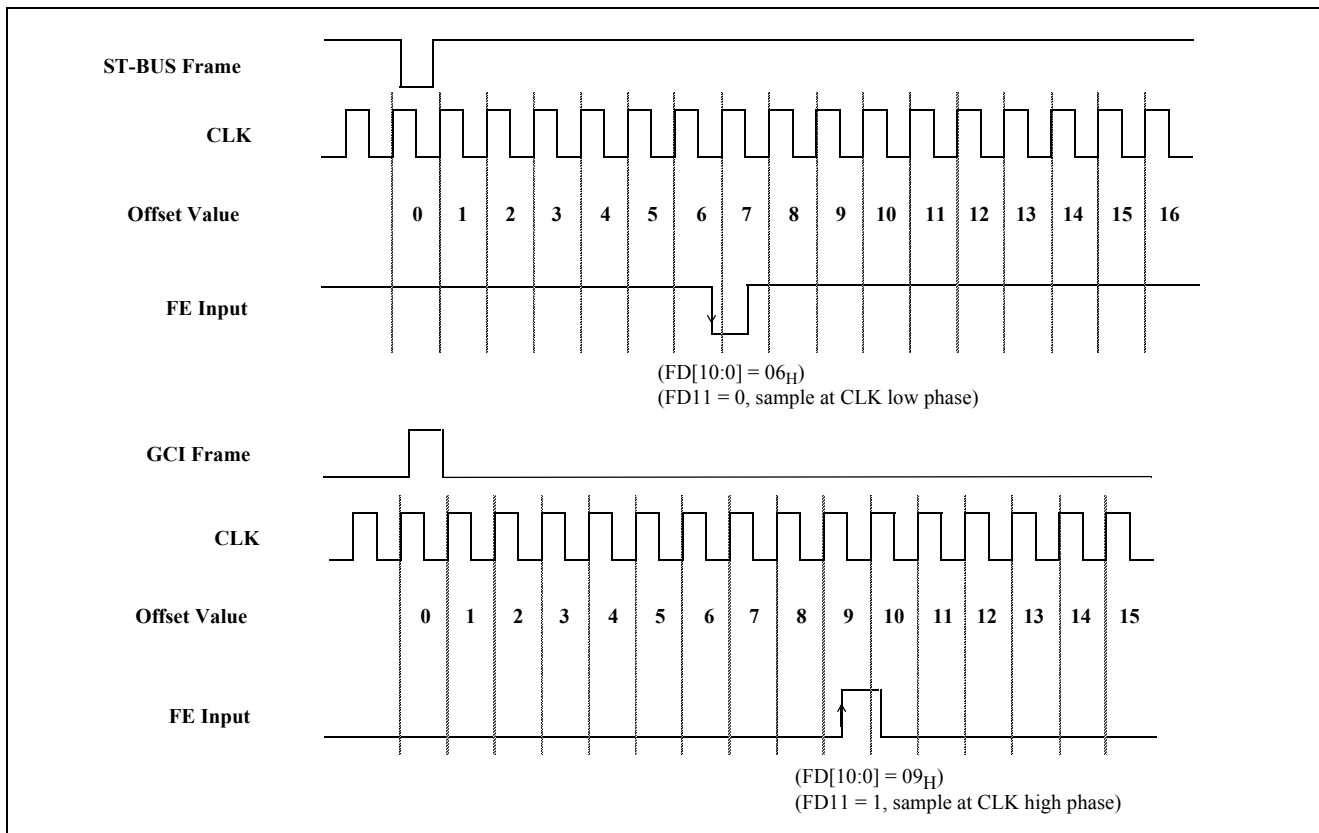 ST-BUS Frame
CLK
Offset Value 0 1 2 3 4 5 6 7 8 9 10 11 12 13 14 15 16
FE Input
(FD[10:0] = 06H)
(FD11 = 0, sample at CLK low phase)
GCI Frame
CLK
Offset Value 0 1 2 3 4 5 6 7 8 9 10 11 12 13 14 15
FE Input
(FD[10:0] = 09H)
(FD11 = 1, sample at CLK high phase)